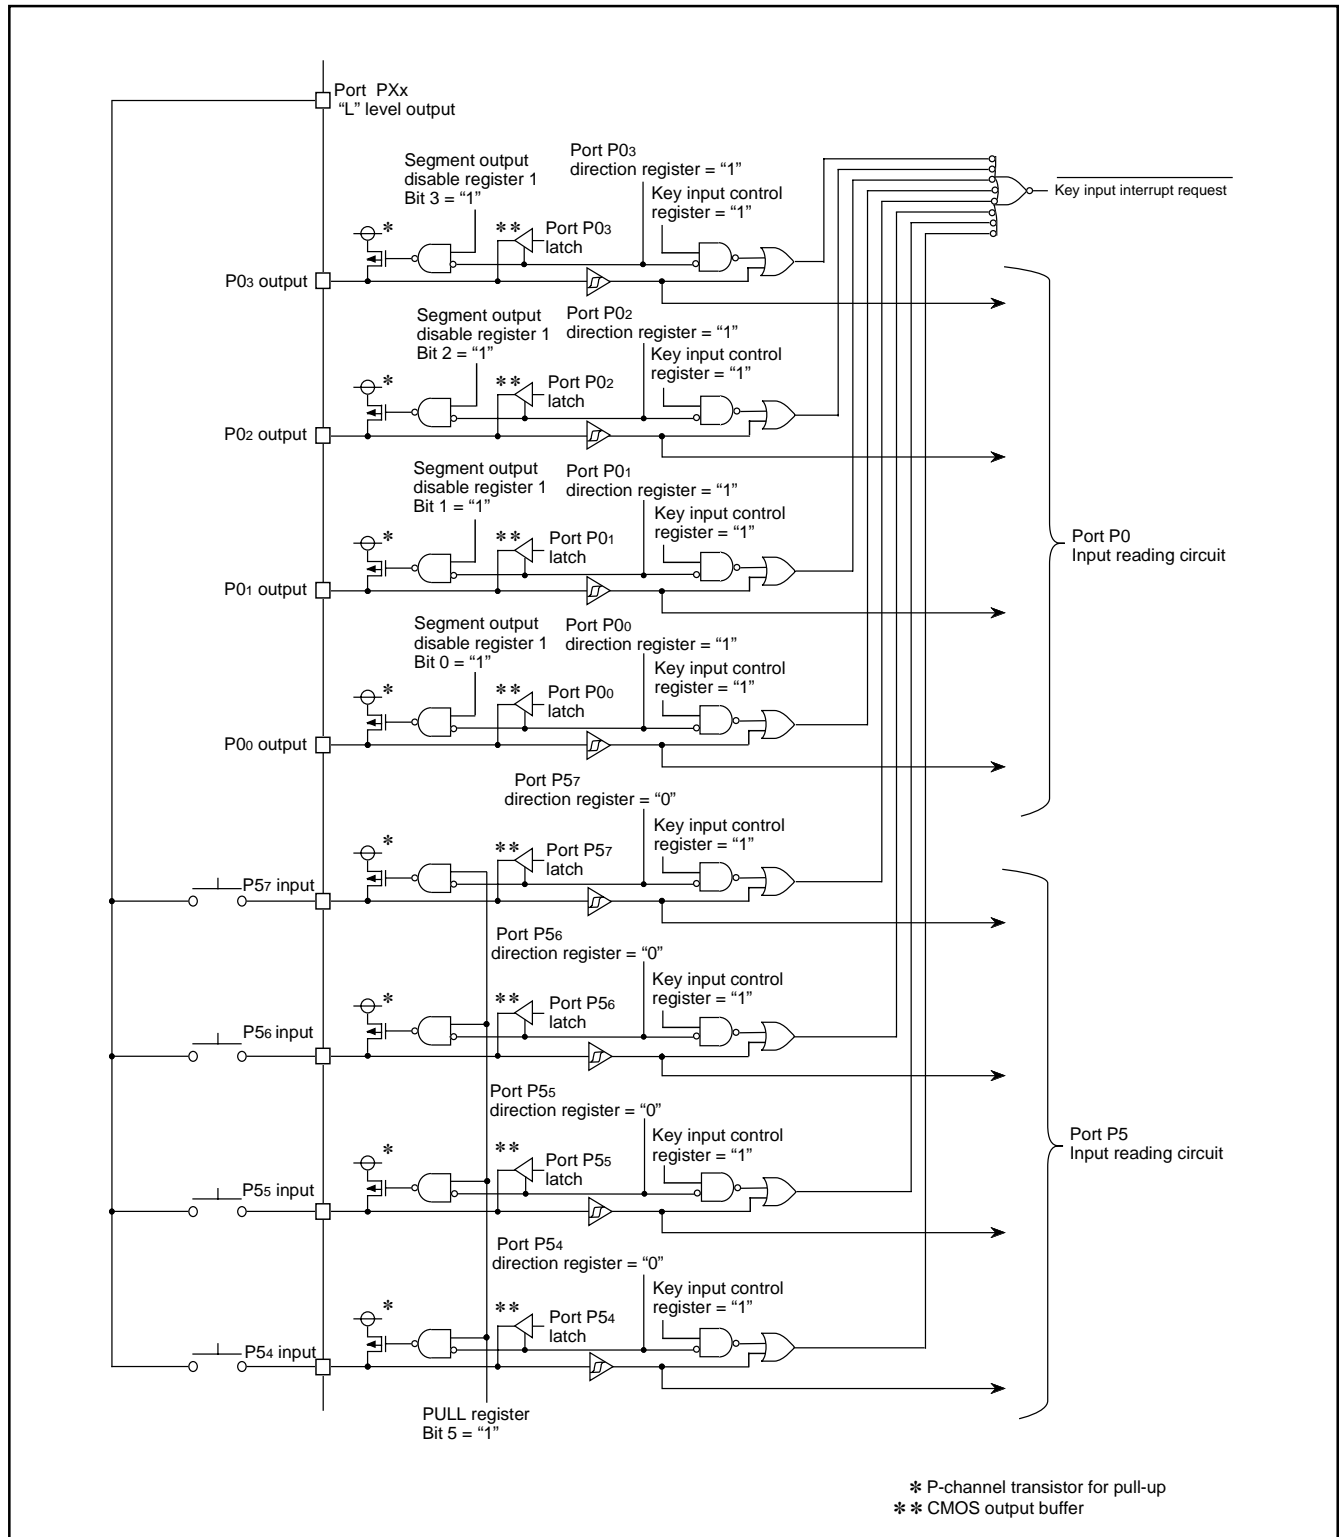 Port PXx
“L” level output
Segment output
disable register 1
Bit 3 = “1”
Port P03
direction register = “1”
Key input control
register = “1”
Key input interrupt request
*
**
Port P03
latch
P03 output
Segment output
disable register 1
Bit 2 = “1”
Port P02
direction register = “1”
Key input control
register = “1”
*
**
Port P02
latch
P02 output
Segment output
disable register 1
Bit 1 = “1”
Port P01
direction register = “1”
Key input control
register = “1”
*
**
Port P01
latch
P01 output
Port P0
Input reading circuit
Segment output
disable register 1
Bit 0 = “1”
Port P00
direction register = “1”
Key input control
register = “1”
*
**
Port P00
latch
P00 output
Port P57
direction register = “0”
Key input control
register = “1”
*
**
Port P57
latch
P57 input
Port P56
direction register = “0”
Key input control
register = “1”
*
**
Port P56
latch
P56 input
Port P55
direction register = “0”
Key input control
register = “1”
Port P5
Input reading circuit
*
**
Port P55
latch
P55 input
Port P54
direction register = “0”
Key input control
register = “1”
*
**
Port P54
latch
P54 input
PULL register
Bit 5 = “1”
* P-channel transistor for pull-up
** CMOS output buffer